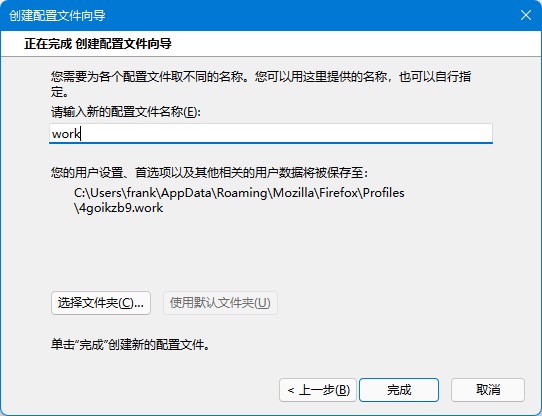 创建配置文件向导
正在完成 创建配置文件向导
您需要为各个配置文件取不同的名称。您可以用这里提供的名称，也可以自行指
定。
请输入新的配置文件名称(E):
work
您的用户设置、首选项以及其他相关的用户数据将被保存至：
C:\Users\frank\AppData\Roaming\Mozilla\Firefox\Profiles
\4goikzb9.work
选择文件夹(C)... 使用默认文件夹(U)
单击“完成”创建新的配置文件。
< 上一步(B) 完成 取消